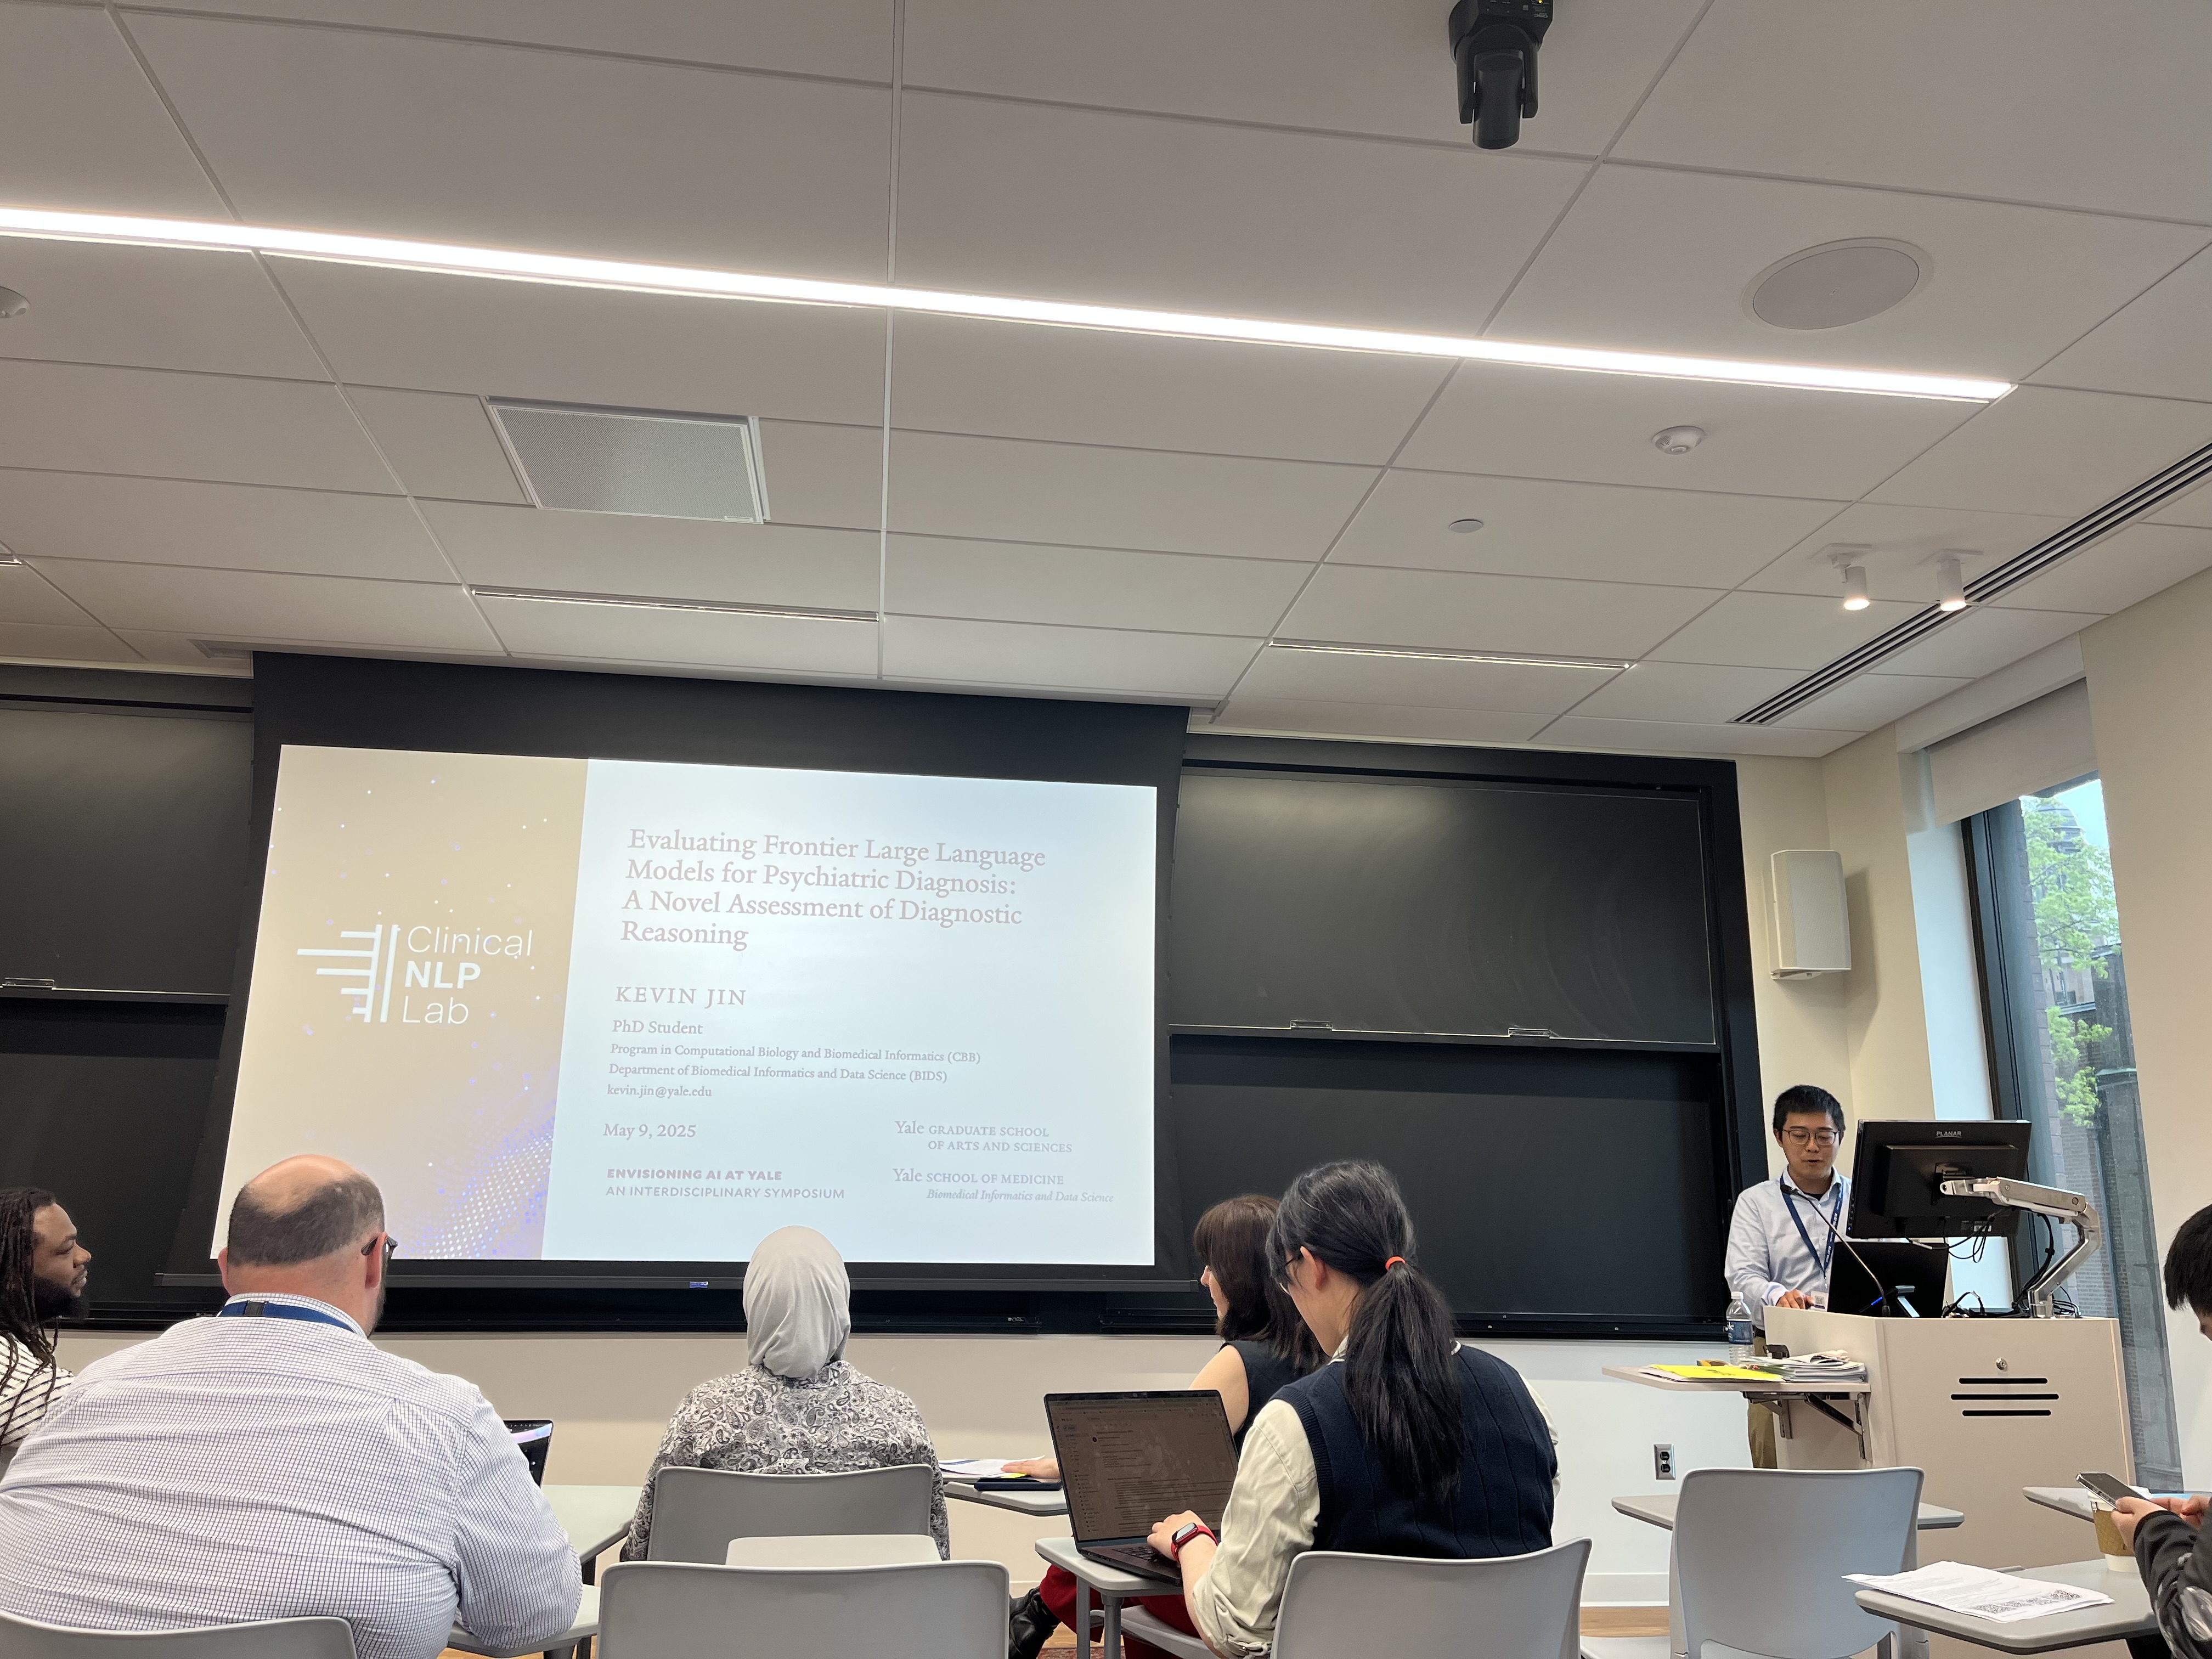 Clinical
NLP
Lab
Evaluating Frontier Large Language
Models for Psychiatric Diagnosis:
A Novel Assessment of Diagnostic
Reasoning
KEVIN JIN
PhD Student
Program in Computational Biology and Biomedical Informatics (CBB)
Department of Biomedical Informatics and Data Science (BIDS)
kevin.jin@yale.edu
May 9, 2025
ENVISIONING AI AT YALE
AN INTERDISCIPLINARY SYMPOSIUM
Yale GRADUATE SCHOOL
OF ARTS AND SCIENCES
Yale SCHOOL OF MEDICINE
Biomedical Informatics and Data Science
PLANAR